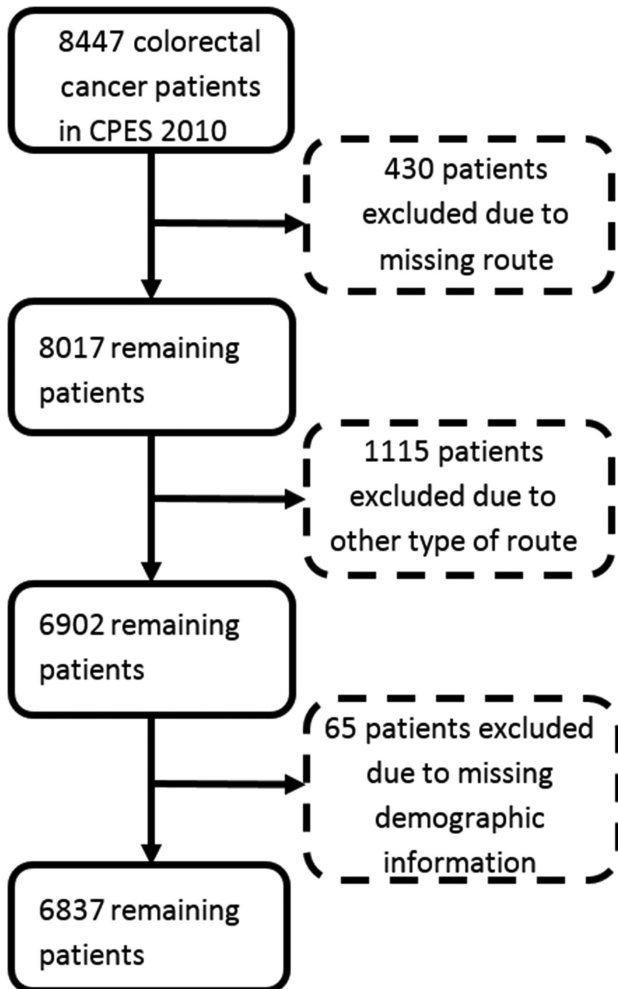 8447 colorectal
cancer patients
in CPES 2010
430 patients
excluded due to
missing route
8017 remaining
patients
1115 patients
excluded due to
other type of route
6902 remaining
patients
65 patients excluded
due to missing
demographic
information
6837 remaining
patients